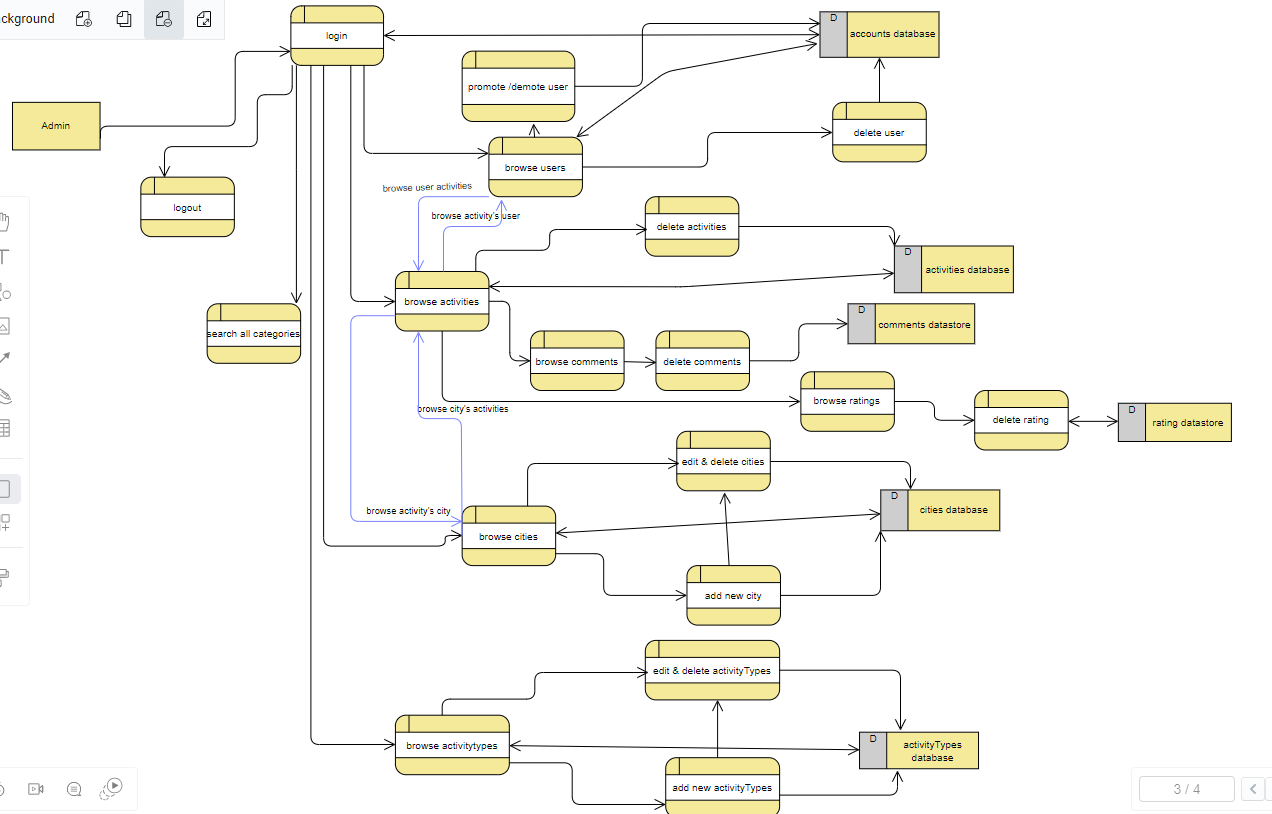 ckground
login
D
accounts database
promote /demote user
Admin
delete user
browse users
browse user activities
logout
browse activity's user
delete activities
D
activities database
browse activities
D
comments datastore
search all categories
browse comments
delete comments
browse ratings
browse city's activities
D
rating datastore
delete rating
edit & delete cities
D
cities database
browse activity's city
browse cities
add new city
edit & delete activityTypes
D
activityTypes
database
browse activitytypes
add new activityTypes
3 / 4